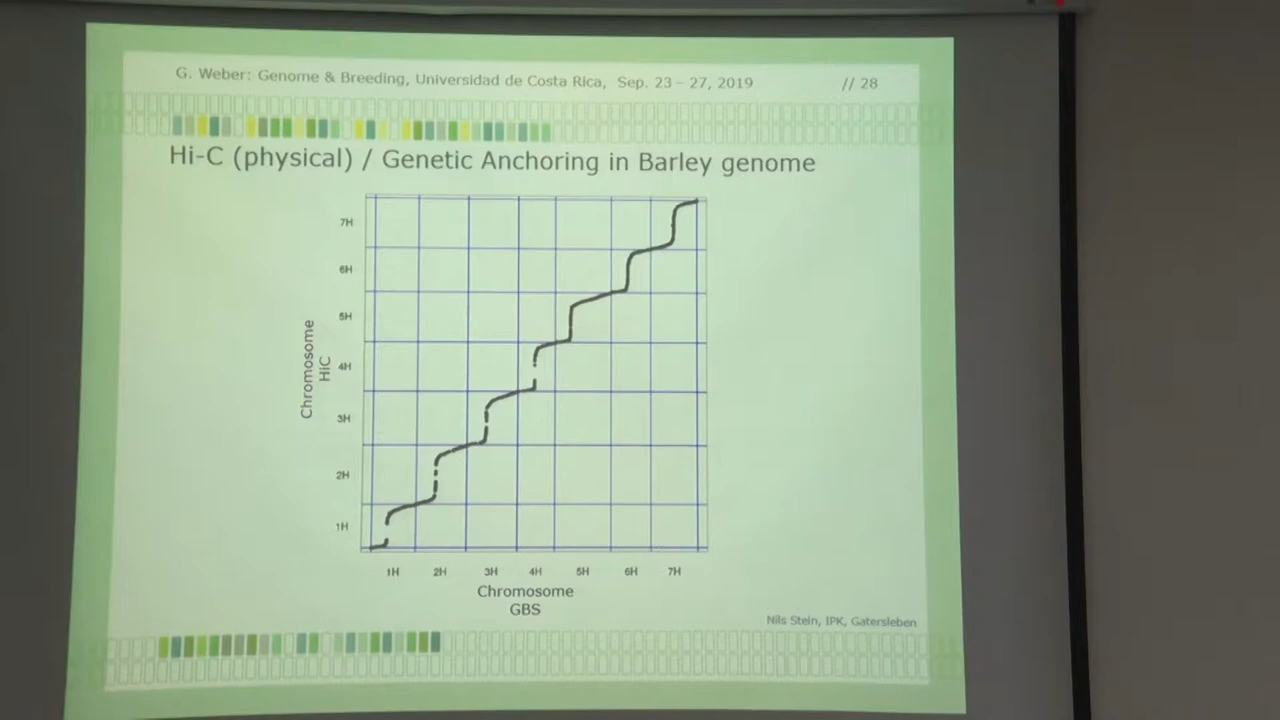 G. Weber: Genome & Breeding, Universidad de Costa Rica, Sep. 23 – 27, 2019 // 28
Hi-C (physical) / Genetic Anchoring in Barley genome
7H
6H
5H
4H
3H
2H
1H
Chromosome
HiC
1H 2H 3H 4H 5H 6H 7H
Chromosome
GBS
Nils Stein, IPK, Gatersleben